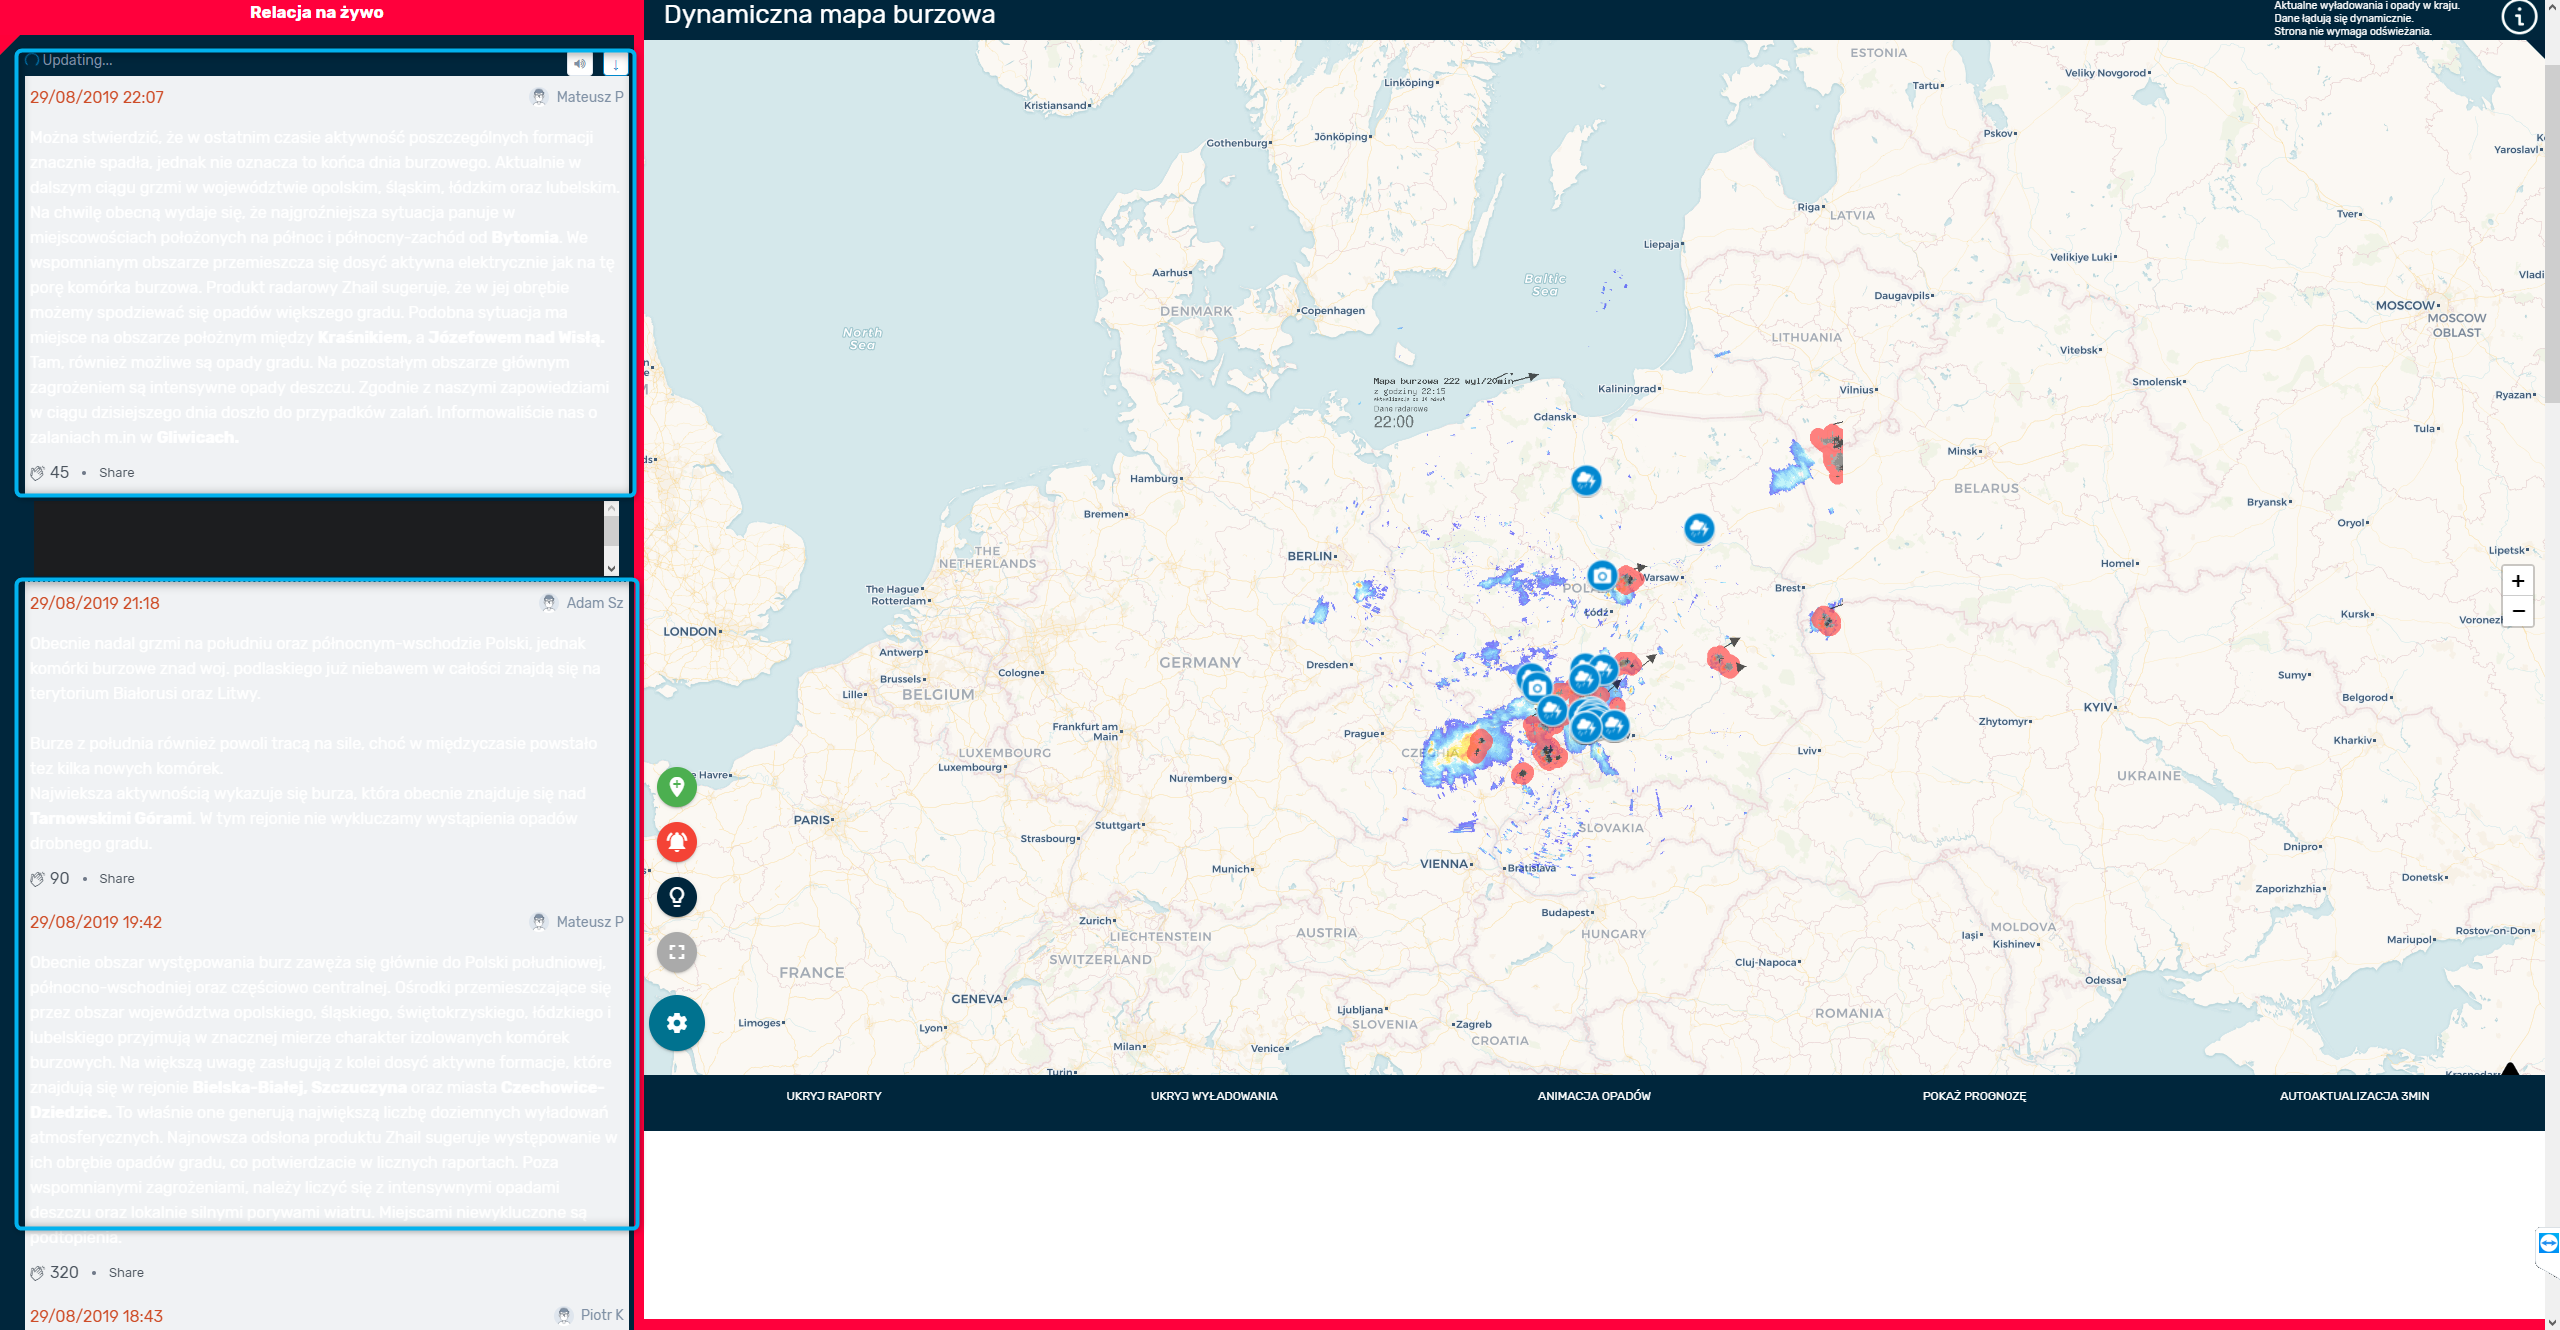 Relacja na żywo
Updating...
29/08/2019 22:07
Mateusz P
Można stwierdzić, że w ostatnim czasie aktywność poszczególnych formacji
znacznie spadła, jednak nie oznacza to końca dnia burzowego. Aktualnie w
dalszym ciągu grzmi w województwie opolskim, śląskim, łódzkim oraz lubelskim.
Na chwilę obecną wydaje się, że najgroźniejsza sytuacja panuje w
miejscowościach położonych na północ i północny-zachód od Bytomia. We
wspomnianym obszarze przemieszcza się dosyć aktywna elektrycznie jak na tę
porę komórka burzowa. Produkt radarowy Zhail sugeruje, że w jej obrębie
możemy spodziewać się opadów większego gradu. Podobna sytuacja ma
miejsce na obszarze położnym między Kraśnikiem, a Józefowem nad Wisłą.
Tam, również możliwe są opady gradu. Na pozostałym obszarze głównym
zagrożeniem są intensywne opady deszczu. Zgodnie z naszymi zapowiedziami
w ciągu dzisiejszego dnia doszło do przypadków zalań. Informowaliście nas o
zalaniach m.in w Gliwicach.
45 • Share
29/08/2019 21:18
Adam Sz
Obecnie nadal grzmi na południu oraz północnym-wschodzie Polski, jednak
komórki burzowe znad woj. podlaskiego już niebawem w całości znajdą się na
terytorium Białorusi oraz Litwy.
Burze z południa również powoli tracą na sile, choć w międzyczasie powstało
tez kilka nowych komórek.
Najwieksza aktywnością wykazuje się burza, która obecnie znajduje się nad
Tarnowskimi Górami. W tym rejonie nie wykluczamy wystąpienia opadów
drobnego gradu.
90 • Share
29/08/2019 19:42
Mateusz P
Obecnie obszar występowania burz zawęża się głównie do Polski południowej,
północno-wschodniej oraz częściowo centralnej. Ośrodki przemieszczające się
przez obszar województwa opolskiego, śląskiego, świętokrzyskiego, łódzkiego i
lubelskiego przyjmują w znacznej mierze charakter izolowanych komórek
burzowych. Na większą uwagę zasługują z kolei dosyć aktywne formacje, które
znajdują się w rejonie Bielska-Białej, Szczuczyna oraz miasta Czechowice-
Dziedzice. To właśnie one generują największą liczbę doziemnych wyładowań
atmosferycznych. Najnowsza odsłona produktu Zhail sugeruje występowanie w
ich obrębie opadów gradu, co potwierdzacie w licznych raportach. Poza
wspomnianymi zagrożeniami, należy liczyć się z intensywnymi opadami
deszczu oraz lokalnie silnymi porywami wiatru. Miejscami niewykluczone są
podtopienia.
320 • Share
29/08/2019 18:43
Piotr K
Dynamiczna mapa burzowa
Aktualne wyładowania i opady w kraju.
Dane łądują się dynamicznie.
Strona nie wymaga odświeżania.
ESTONIA
Veliky Novgorod
Linköping
Tartu
Kristiansand
Jönköping
Pskov
Gothenburg
Yaroslavl
Riga
LATVIA
Tver
Liepaja
Velikiye Luki
Aarhus
Baltic
Sea
Vladi
Daugavpils
MOSCOW
DENMARK
Copenhagen
MOSCOW
OBLAST
North
Sea
LITHUANIA
Vitebsk
Mapa burzowa 222 wyl/20min
z godziny 22:15
Dane radarowe
22:00
Smolensk
Kaliningrad
Vilnius
Ryazan
Gdansk
Tula
Minsk
Hamburg
BELARUS
Bryansk
Bremen
Oryol
BERLIN
Lipetsk
THE
NETHERLANDS
Homel
Warsaw
POLA
The Hague
Rotterdam
Brest
Łódź
Kursk
Voronezh
LONDON
Antwerp
GERMANY
Dresden
Cologne
Brussels
Sumy
Lille
BELGIUM
Belgorod
KYIV
Zhytomyr
Frankfurt am
Main
Prague
Kharkiv
LUXEMBOURG
CZECHIA
Lviv
Luxembourg
Nuremberg
e Havre
UKRAINE
PARIS
Stuttgart
SLOVAKIA
Strasbourg
Dnipro
VIENNA
Bratislava
Munich
Donetsk
Zaporizhzhia
Budapest
Zurich
MOLDOVA
LIECHTENSTEIN
AUSTRIA
HUNGARY
Iași
Kishinev
Rostov-on-Don
Mariupol
SWITZERLAND
Cluj-Napoca
FRANCE
Odessa
GENEVA
Ljubljana
ROMANIA
Limoges
Lyon
SLOVENIA
Zagreb
CROATIA
Milan
Venice
Turin
Krasnodar
+
−
UKRYJ RAPORTY
UKRYJ WYŁADOWANIA
ANIMACJA OPADÓW
POKAŻ PROGNOZĘ
AUTOAKTUALIZACJA 3MIN